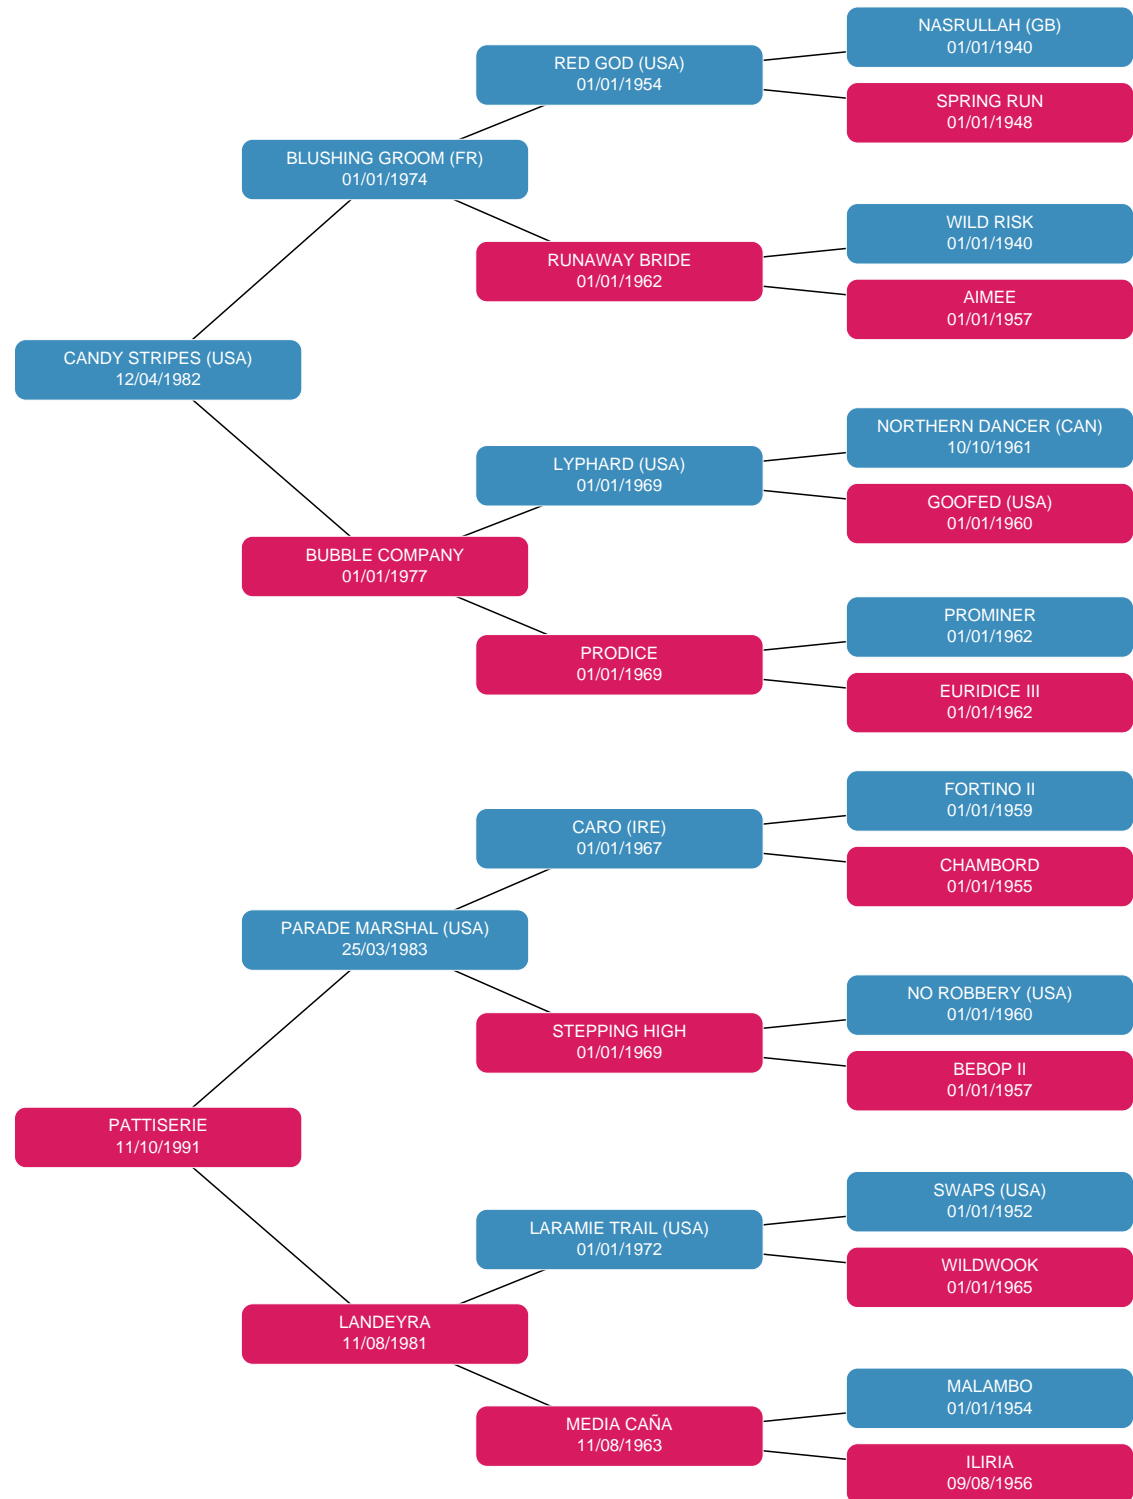 NASRULLAH (GB)
01/01/1940
RED GOD (USA)
01/01/1954
SPRING RUN
01/01/1948
BLUSHING GROOM (FR)
01/01/1974
WILD RISK
01/01/1940
RUNAWAY BRIDE
01/01/1962
AIMEE
01/01/1957
CANDY STRIPES (USA)
12/04/1982
NORTHERN DANCER (CAN)
10/10/1961
LYPHARD (USA)
01/01/1969
GOOFED (USA)
01/01/1960
BUBBLE COMPANY
01/01/1977
PROMINER
01/01/1962
PRODICE
01/01/1969
EURIDICE III
01/01/1962
FORTINO II
01/01/1959
CARO (IRE)
01/01/1967
CHAMBORD
01/01/1955
PARADE MARSHAL (USA)
25/03/1983
NO ROBBERY (USA)
01/01/1960
STEPPING HIGH
01/01/1969
BEBOP II
01/01/1957
PATTISERIE
11/10/1991
SWAPS (USA)
01/01/1952
LARAMIE TRAIL (USA)
01/01/1972
WILDWOOK
01/01/1965
LANDEYRA
11/08/1981
MALAMBO
01/01/1954
MEDIA CAÑA
11/08/1963
ILIRIA
09/08/1956